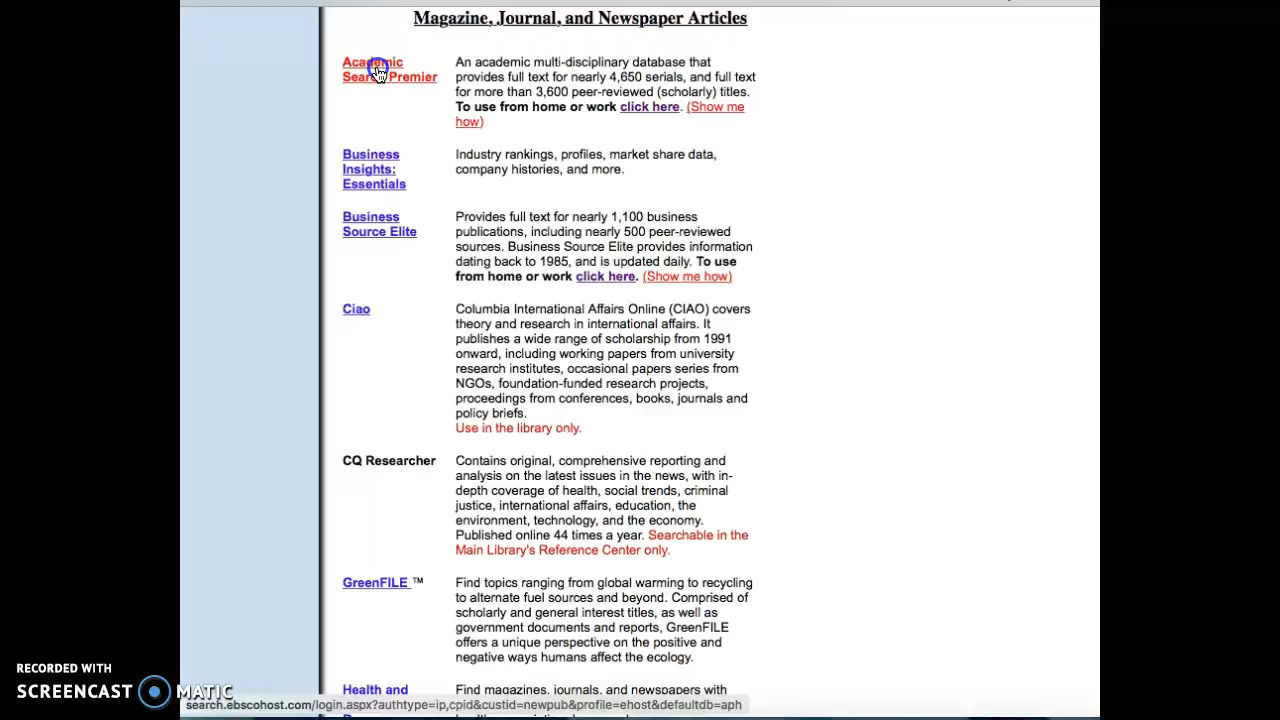 Magazine, Journal, and Newspaper Articles
Academic
Search Premier
An academic multi-disciplinary database that
provides full text for nearly 4,650 serials, and full text
for more than 3,600 peer-reviewed (scholarly) titles.
To use from home or work click here. (Show me
how)
Business
Insights:
Essentials
Industry rankings, profiles, market share data,
company histories, and more.
Business
Source Elite
Provides full text for nearly 1,100 business
publications, including nearly 500 peer-reviewed
sources. Business Source Elite provides information
dating back to 1985, and is updated daily. To use
from home or work click here. (Show me how)
Ciao
Columbia International Affairs Online (CIAO) covers
theory and research in international affairs. It
publishes a wide range of scholarship from 1991
onward, including working papers from university
research institutes, occasional papers series from
NGOs, foundation-funded research projects,
proceedings from conferences, books, journals and
policy briefs.
Use in the library only.
CQ Researcher
Contains original, comprehensive reporting and
analysis on the latest issues in the news, with in-
depth coverage of health, social trends, criminal
justice, international affairs, education, the
environment, technology, and the economy.
Published online 44 times a year. Searchable in the
Main Library's Reference Center only.
GreenFILE ™
Find topics ranging from global warming to recycling
to alternate fuel sources and beyond. Comprised of
scholarly and general interest titles, as well as
government documents and reports, GreenFILE
offers a unique perspective on the positive and
negative ways humans affect the ecology.
Health and
Find magazines, journals, and newspapers with
search.ebscohost.com/login.aspx?authtype=ip,cpid&custid=newpub&profile=ehost&defaultdb=aph
RECORDED WITH
SCREENCAST MATIC